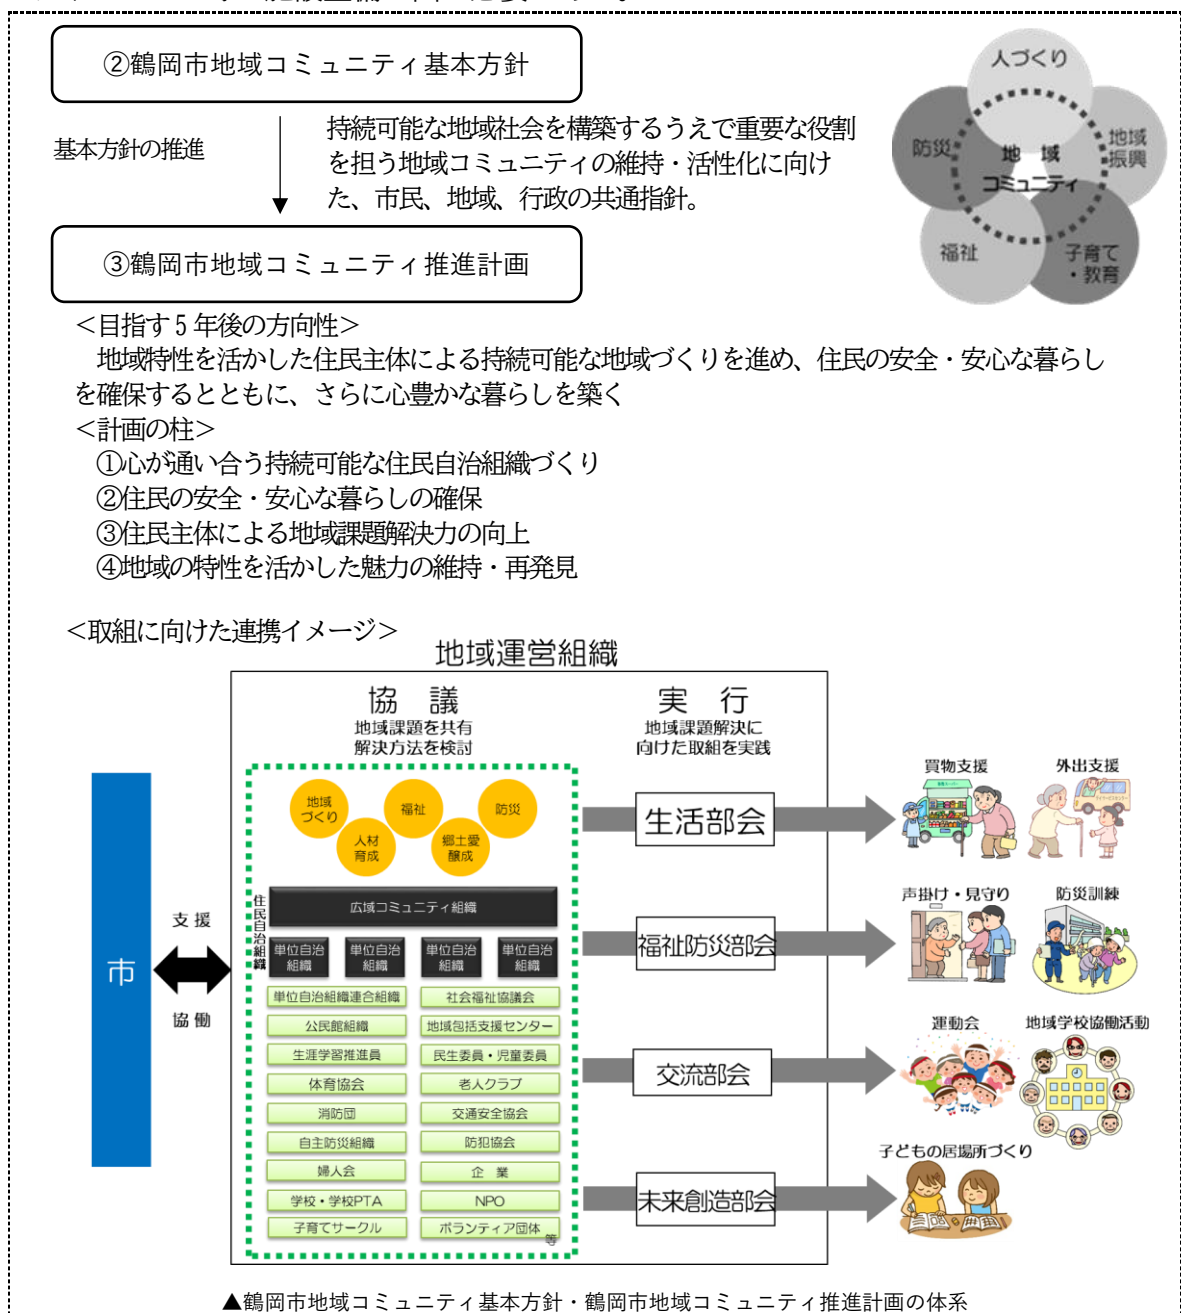 ②鶴岡市地域コミュニティ基本方針
基本方針の推進
持続可能な地域社会を構築するうえで重要な役割
を担う地域コミュニティの維持・活性化に向け
た、市民、地域、行政の共通指針。
人づくり
防災
地域
振興
地 域
コミュニティ
福祉
子育て
・教育
③鶴岡市地域コミュニティ推進計画
＜目指す5年後の方向性＞
地域特性を活かした住民主体による持続可能な地域づくりを進め、住民の安全・安心な暮らし
を確保するとともに、さらに心豊かな暮らしを築く
＜計画の柱＞
①心が通い合う持続可能な住民自治組織づくり
②住民の安全・安心な暮らしの確保
③住民主体による地域課題解決力の向上
④地域の特性を活かした魅力の維持・再発見
＜取組に向けた連携イメージ＞
地域運営組織
協 議
地域課題を共有
解決方法を検討
実 行
地域課題解決に
向けた取組を実践
市
支援
協働
地域
づくり
福祉
防災
人材
育成
郷土愛
醸成
住民自治組織
広域コミュニティ組織
単位自治
組織
単位自治
組織
単位自治
組織
単位自治
組織
単位自治組織連合組織
社会福祉協議会
公民館組織
地域包括支援センター
生涯学習推進員
民生委員・児童委員
体育協会
老人クラブ
消防団
交通安全協会
自主防災組織
防犯協会
婦人会
企 業
学校・学校PTA
NPO
子育てサークル
ボランティア団体
等
生活部会
買物支援
外出支援
福祉防災部会
声掛け・見守り
防災訓練
交流部会
運動会
地域学校協働活動
未来創造部会
子どもの居場所づくり
▲鶴岡市地域コミュニティ基本方針・鶴岡市地域コミュニティ推進計画の体系